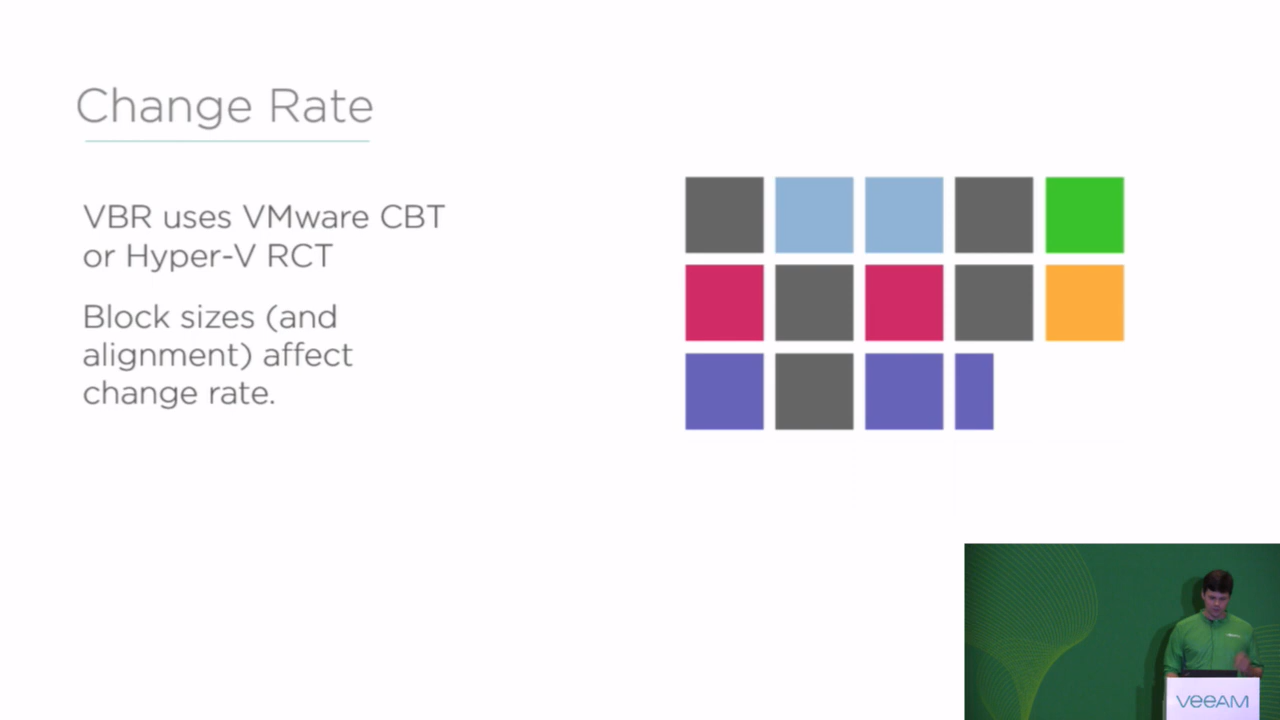 Change Rate
VBR uses VMware CBT
or Hyper-V RCT
Block sizes (and
alignment) affect
change rate.
veeAM